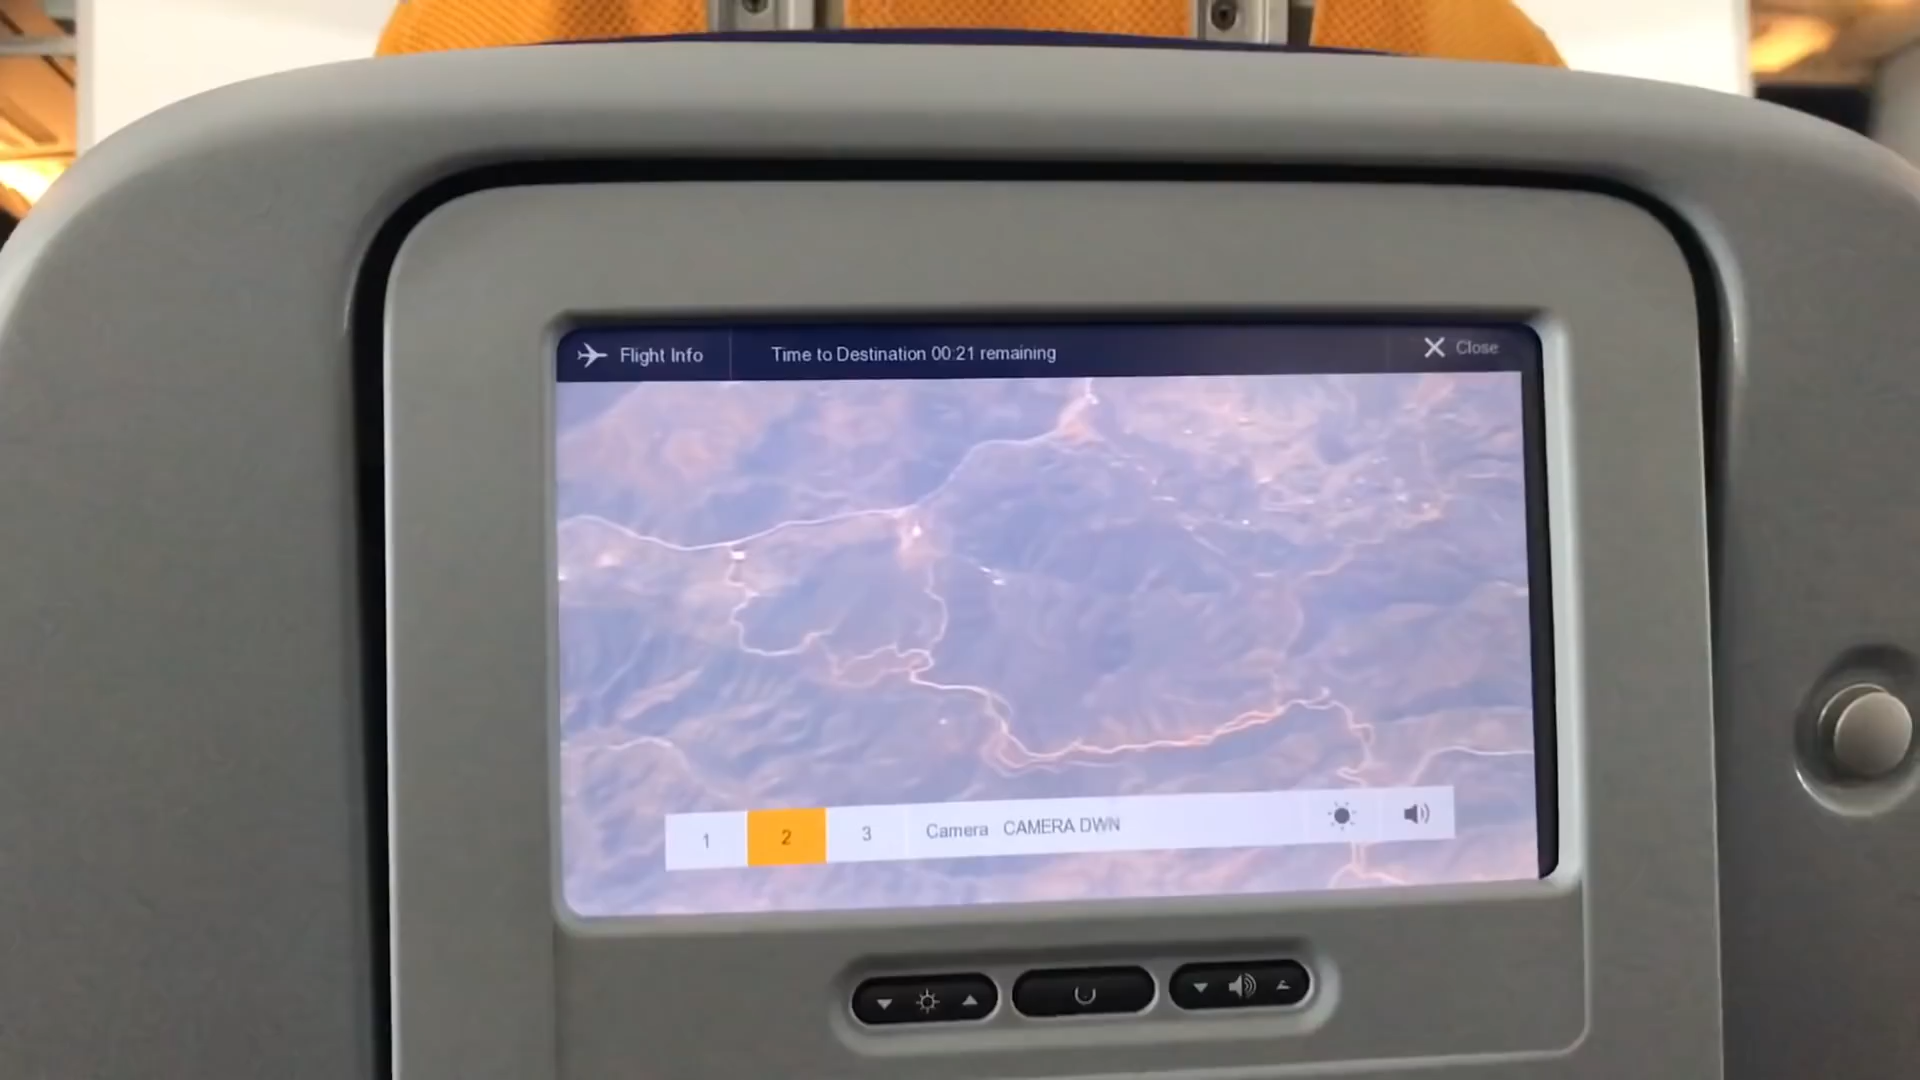 Flight Info
Time to Destination 00:21 remaining
Close
1 2 3 Camera CAMERA DWN